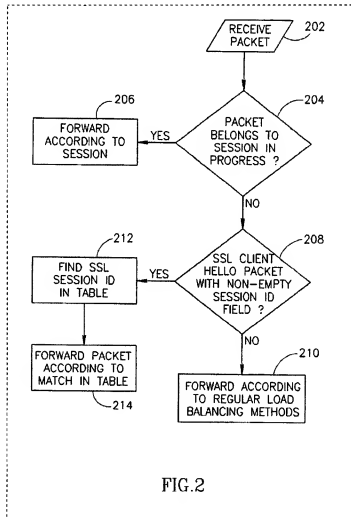 RECEIVE
PACKET
202
206
204
FORWARD
ACCORDING TO
SESSION
YES
PACKET
BELONGS TO
SESSION IN
PROGRESS ?
NO
212
208
FIND SSL
SESSION ID
IN TABLE
YES
SSL CLIENT
HELLO PACKET
WITH NON-EMPTY
SESSION ID
FIELD ?
NO
210
FORWARD PACKET
ACCORDING TO
MATCH IN TABLE
214
FORWARD ACCORDING
TO REGULAR LOAD
BALANCING METHODS
FIG.2